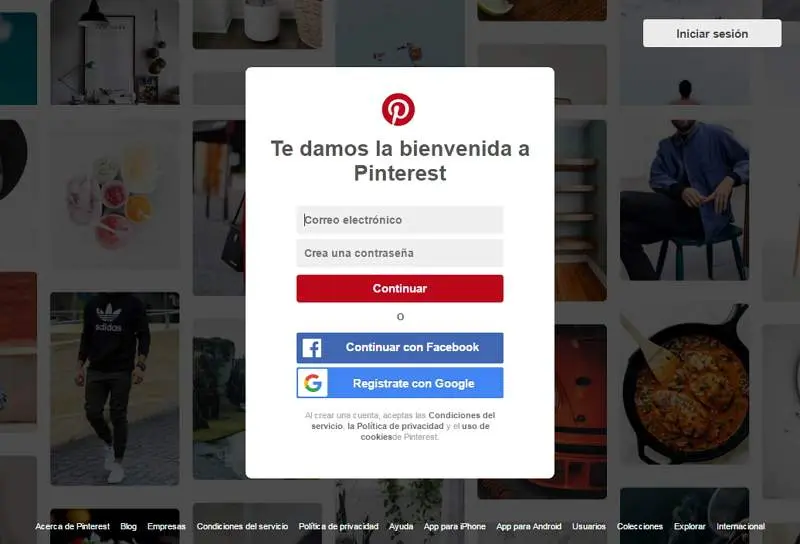 Iniciar sesión
Te damos la bienvenida a
Pinterest
Correo electrónico
Crea una contraseña
Continuar
o
Continuar con Facebook
Regístrate con Google
Al crear una cuenta, aceptas las Condiciones del
servicio, la Política de privacidad y el uso de
cookiesde Pinterest.
adidas
Acerca de Pinterest Blog Empresas Condiciones del servicio Política de privacidad Ayuda App para iPhone App para Android Usuarios Colecciones Explorar Internacional